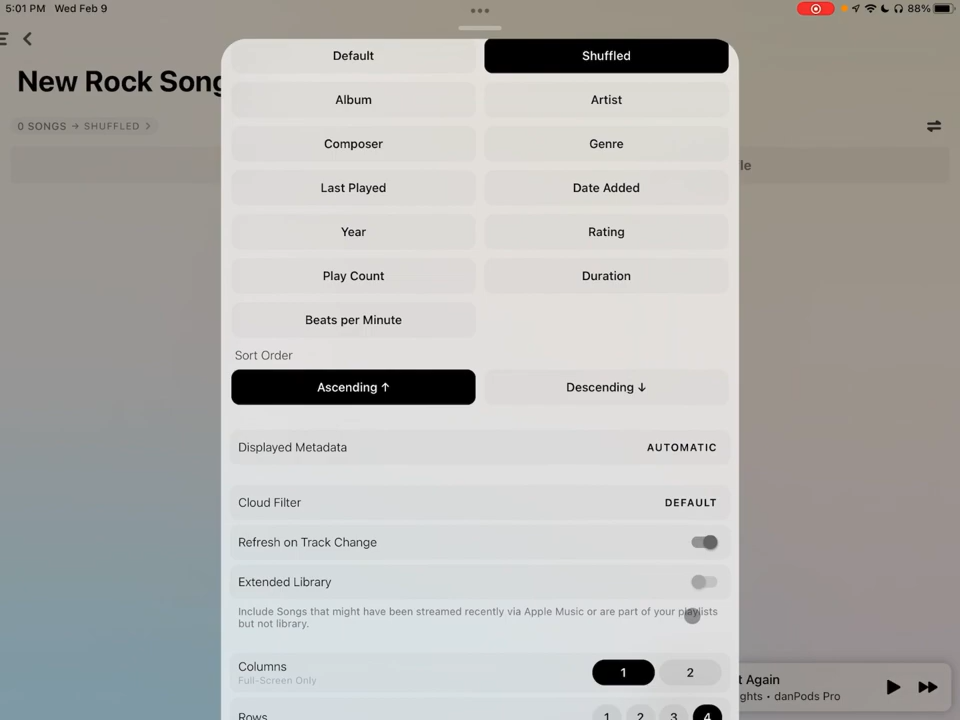 5:01 PM Wed Feb 9
88%
New Rock Song
0 SONGS → SHUFFLED >
Default
Shuffled
Album
Artist
Composer
Genre
le
Last Played
Date Added
Year
Rating
Play Count
Duration
Beats per Minute
Sort Order
Ascending ↑
Descending ↓
Displayed Metadata
AUTOMATIC
Cloud Filter
DEFAULT
Refresh on Track Change
Extended Library
Include Songs that might have been streamed recently via Apple Music or are part of your playlists
but not library.
Columns
1
2
Full-Screen Only
Rows
1
2
3
4
t Again
ghts • danPods Pro